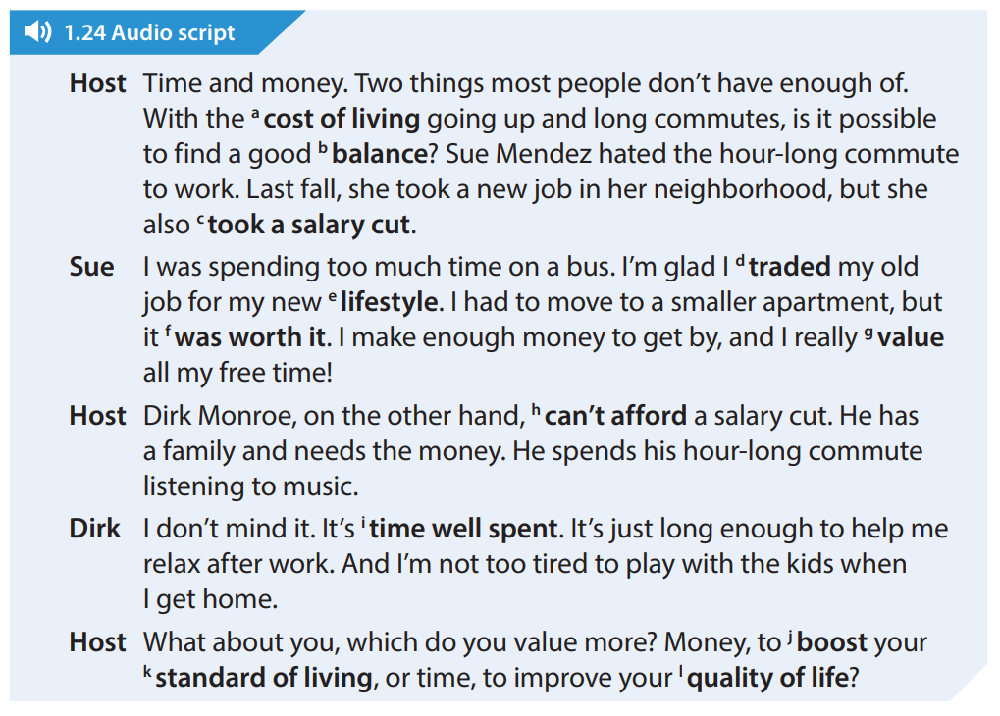 1.24 Audio script
Host Time and money. Two things most people don't have enough of.
With the a cost of living going up and long commutes, is it possible
to find a good b balance? Sue Mendez hated the hour-long commute
to work. Last fall, she took a new job in her neighborhood, but she
also c took a salary cut.
Sue I was spending too much time on a bus. I'm glad I d traded my old
job for my new e lifestyle. I had to move to a smaller apartment, but
it f was worth it. I make enough money to get by, and I really g value
all my free time!
Host Dirk Monroe, on the other hand, h can't afford a salary cut. He has
a family and needs the money. He spends his hour-long commute
listening to music.
Dirk I don't mind it. It's i time well spent. It's just long enough to help me
relax after work. And I'm not too tired to play with the kids when
I get home.
Host What about you, which do you value more? Money, to j boost your
k standard of living, or time, to improve your l quality of life?